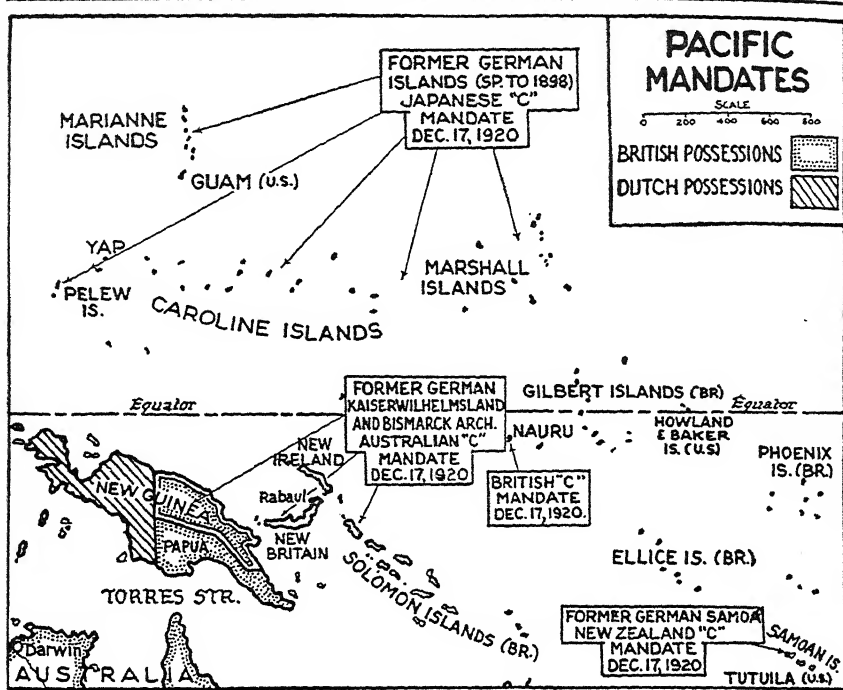 PACIFIC
MANDATES
SCALE
0 200 400 600 800
BRITISH POSSESSIONS
DUTCH POSSESSIONS
FORMER GERMAN
ISLANDS (SP. TO 1898)
JAPANESE "C"
MANDATE
DEC. 17, 1920
MARIANNE
ISLANDS
GUAM (U.S.)
YAP
PELEW
IS.
CAROLINE ISLANDS
MARSHALL
ISLANDS
FORMER GERMAN
KAISERWILHELMSLAND
AND BISMARCK ARCH.
AUSTRALIAN "C"
MANDATE
DEC. 17, 1920
GILBERT ISLANDS (BR)
Equator
Equator
HOWLAND
& BAKER
IS. (U.S)
NAURU
BRITISH "C"
MANDATE
DEC. 17, 1920.
PHOENIX
IS. (BR.)
NEW
IRELAND
Rabaul
NEW
BRITAIN
NEW GUINEA
PAPUA
TORRES STR.
SOLOMON ISLANDS (BR.)
ELLICE IS. (BR.)
FORMER GERMAN SAMOA
NEW ZEALAND "C"
MANDATE
DEC. 17, 1920
SAMOAN IS.
TUTUILA (U.S.)
Darwin
AUSTRALIA